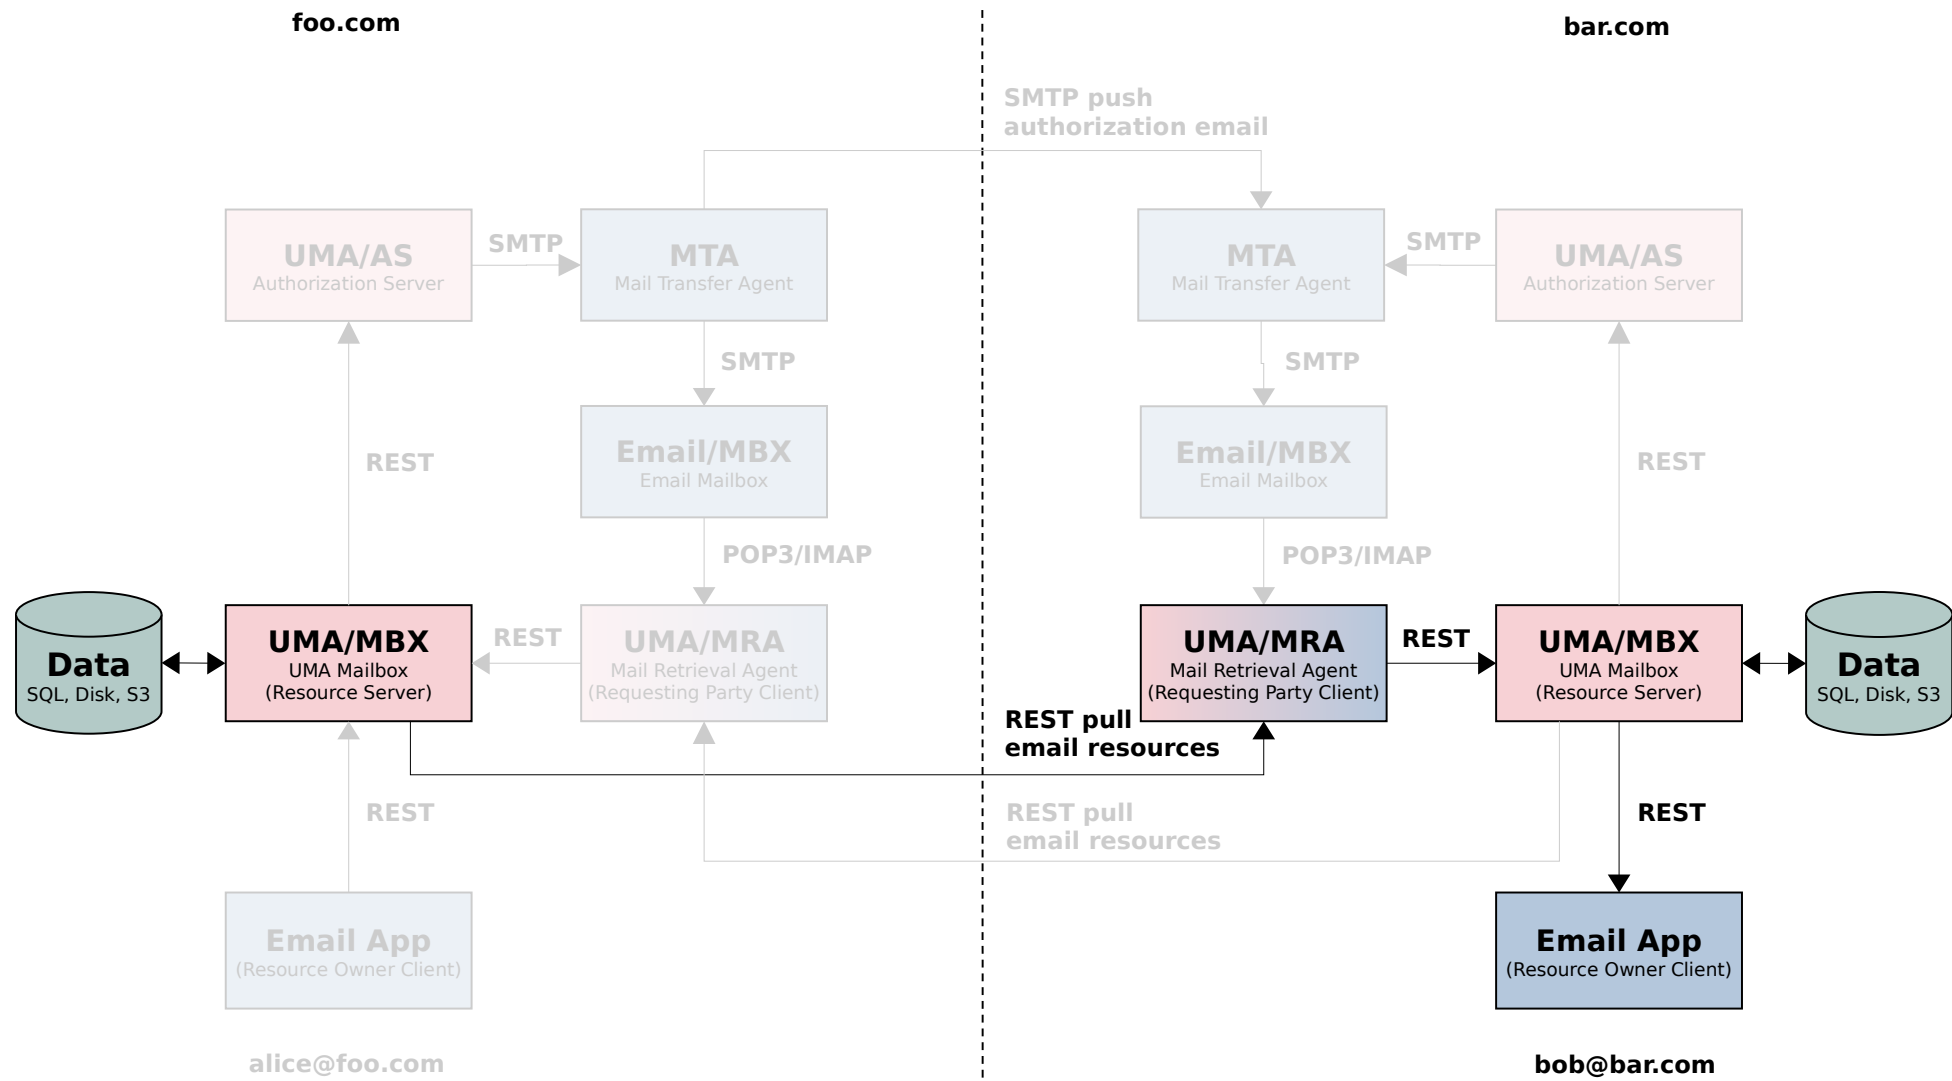 foo.com
bar.com
SMTP push
authorization email
UMA/AS
Authorization Server
SMTP
MTA
Mail Transfer Agent
MTA
Mail Transfer Agent
SMTP
UMA/AS
Authorization Server
SMTP
SMTP
Email/MBX
Email Mailbox
Email/MBX
Email Mailbox
REST
REST
POP3/IMAP
POP3/IMAP
Data
SQL, Disk, S3
UMA/MBX
UMA Mailbox
(Resource Server)
REST
UMA/MRA
Mail Retrieval Agent
(Requesting Party Client)
UMA/MRA
Mail Retrieval Agent
(Requesting Party Client)
REST
UMA/MBX
UMA Mailbox
(Resource Server)
Data
SQL, Disk, S3
REST pull
email resources
REST
REST pull
email resources
REST
Email App
(Resource Owner Client)
Email App
(Resource Owner Client)
alice@foo.com
bob@bar.com